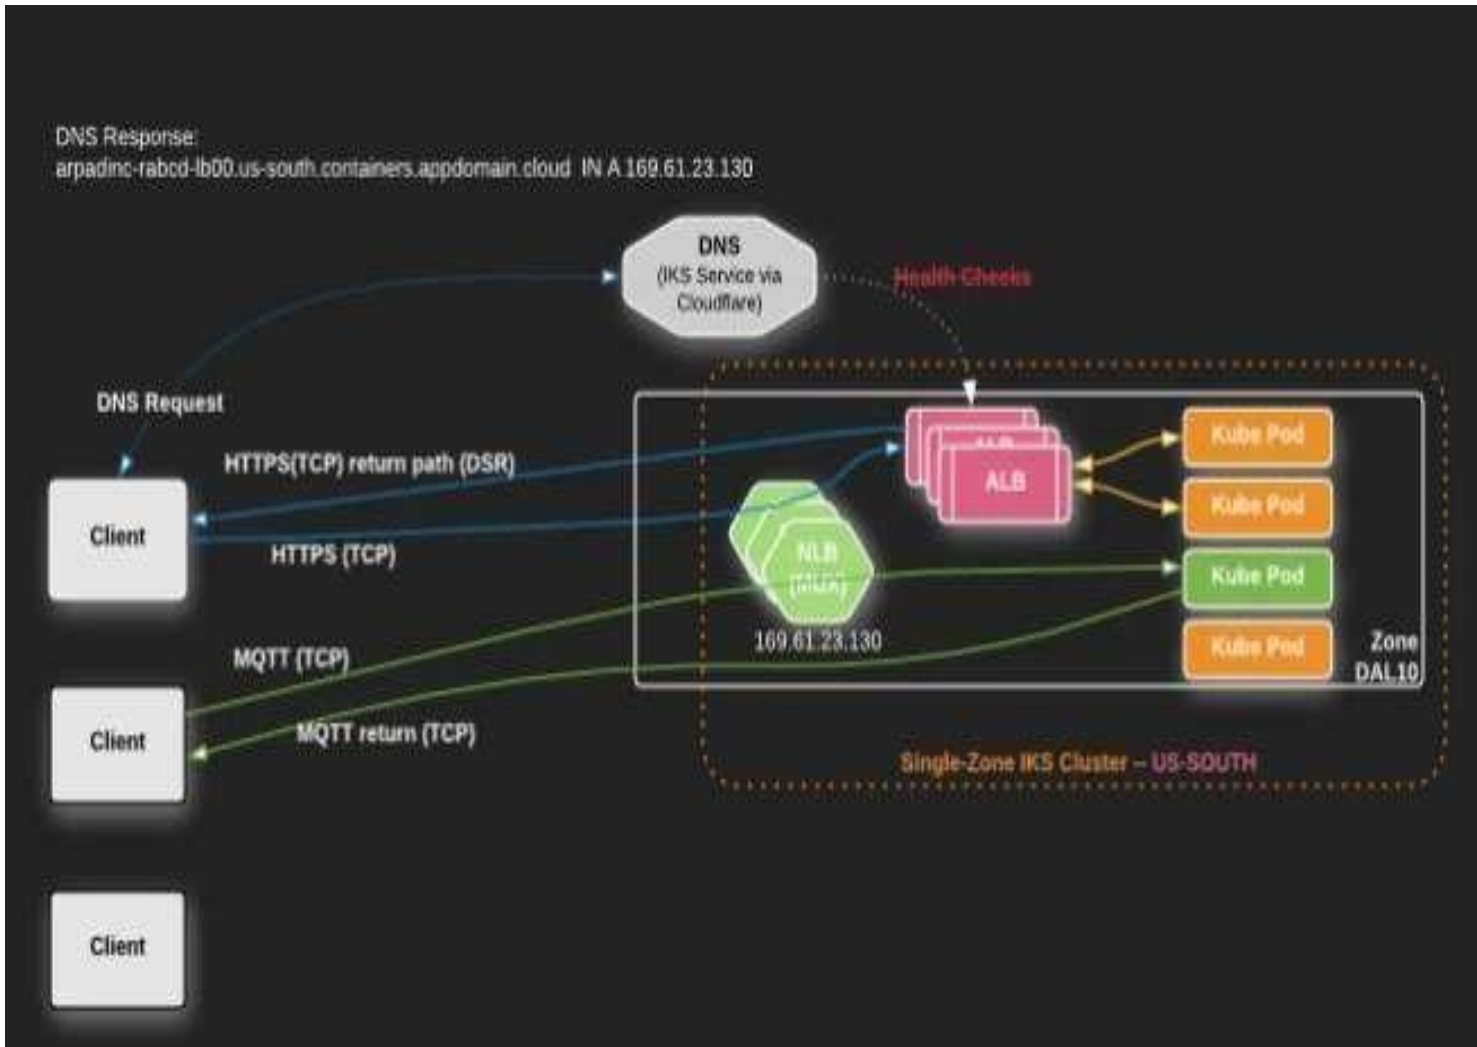 DNS Response:
arpadinc-rabcd-lb00.us-south.containers.appdomain.cloud IN A 169.61.23.130
DNS
(IKS Service via
Cloudflare)
Health Checks
DNS Request
HTTPS(TCP) return path (DSR)
Client
HTTPS (TCP)
ALB
ALB
Kube Pod
Kube Pod
NLB
(MUX)
Kube Pod
169.61.23.130
Kube Pod
Zone
DAL10
MQTT (TCP)
Client
MQTT return (TCP)
Single-Zone IKS Cluster – US-SOUTH
Client